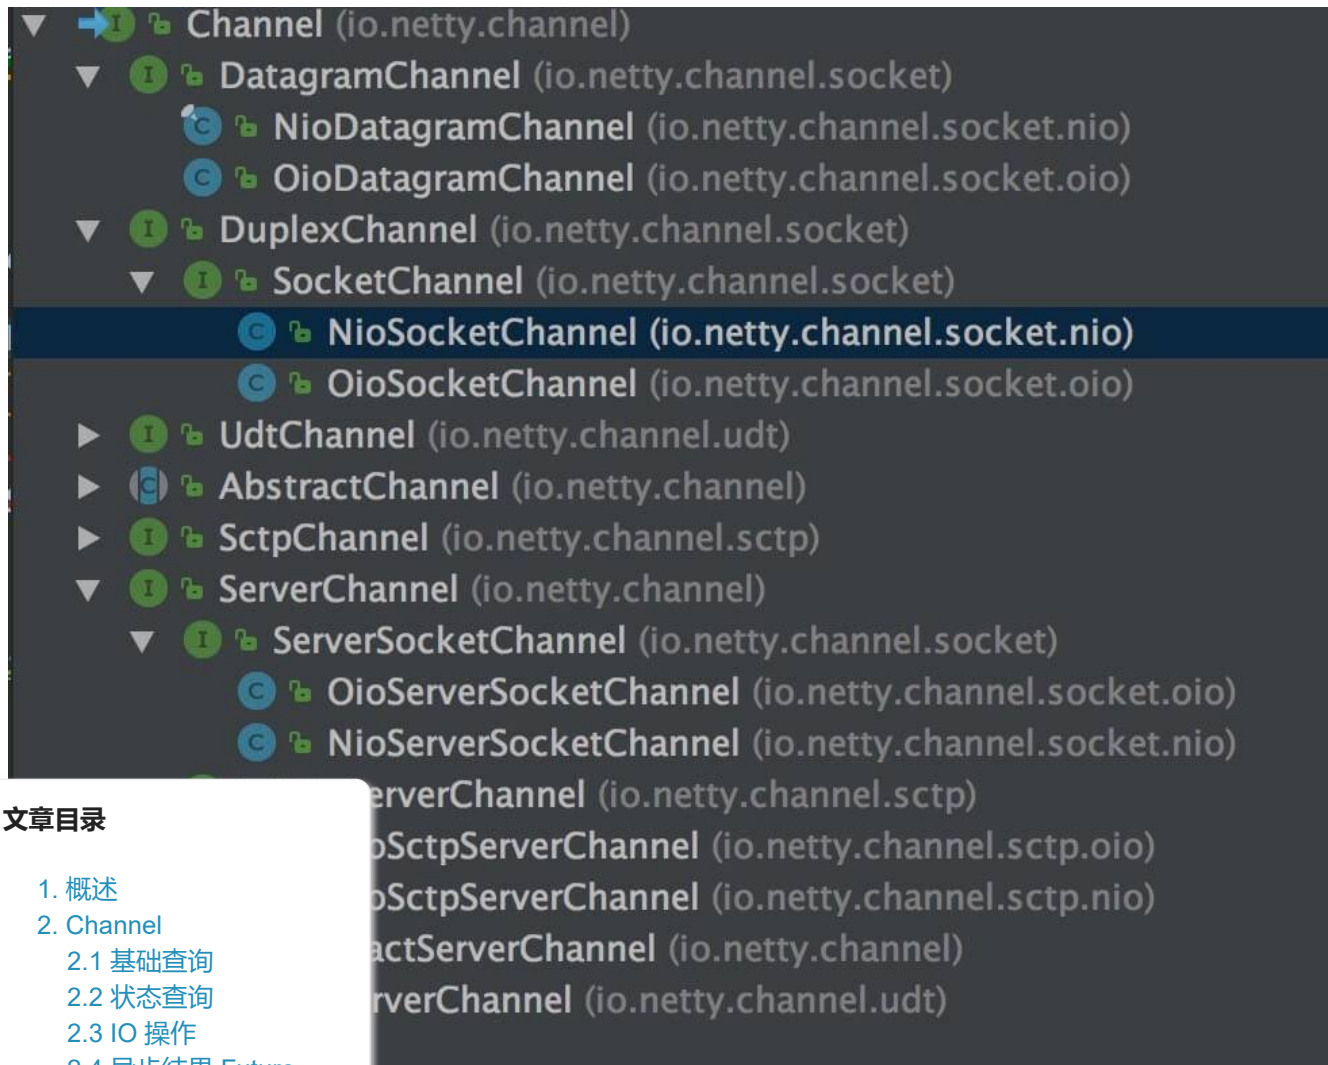 Channel (io.netty.channel)
DatagramChannel (io.netty.channel.socket)
NioDatagramChannel (io.netty.channel.socket.nio)
OioDatagramChannel (io.netty.channel.socket.oio)
DuplexChannel (io.netty.channel.socket)
SocketChannel (io.netty.channel.socket)
NioSocketChannel (io.netty.channel.socket.nio)
OioSocketChannel (io.netty.channel.socket.oio)
UdtChannel (io.netty.channel.udt)
AbstractChannel (io.netty.channel)
SctpChannel (io.netty.channel.sctp)
ServerChannel (io.netty.channel)
ServerSocketChannel (io.netty.channel.socket)
OioServerSocketChannel (io.netty.channel.socket.oio)
NioServerSocketChannel (io.netty.channel.socket.nio)
erverChannel (io.netty.channel.sctp)
oSctpServerChannel (io.netty.channel.sctp.oio)
oSctpServerChannel (io.netty.channel.sctp.nio)
actServerChannel (io.netty.channel)
rverChannel (io.netty.channel.udt)
文章目录
1. 概述
2. Channel
2.1 基础查询
2.2 状态查询
2.3 IO 操作